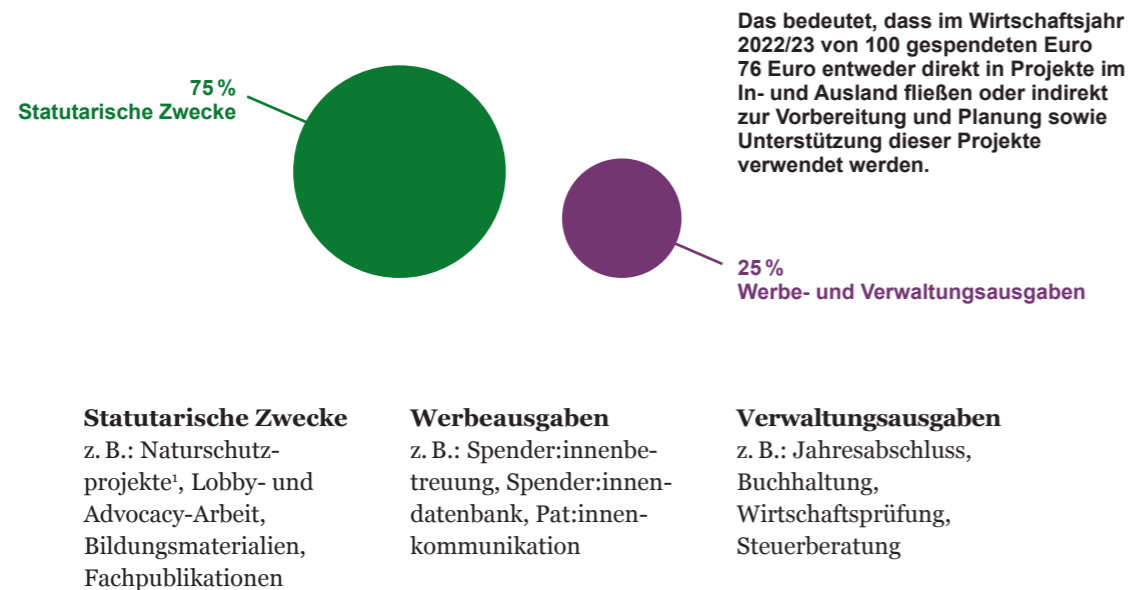 75 %
Statutarische Zwecke
Das bedeutet, dass im Wirtschaftsjahr
2022/23 von 100 gespendeten Euro
76 Euro entweder direkt in Projekte im
In- und Ausland fließen oder indirekt
zur Vorbereitung und Planung sowie
Unterstützung dieser Projekte
verwendet werden.
25 %
Werbe- und Verwaltungsausgaben
Statutarische Zwecke
z. B.: Naturschutz-
projekte¹, Lobby- und
Advocacy-Arbeit,
Bildungsmaterialien,
Fachpublikationen
Werbeausgaben
z. B.: Spender:innenbe-
treuung, Spender:innen-
datenbank, Pat:innen-
kommunikation
Verwaltungsausgaben
z. B.: Jahresabschluss,
Buchhaltung,
Wirtschaftsprüfung,
Steuerberatung